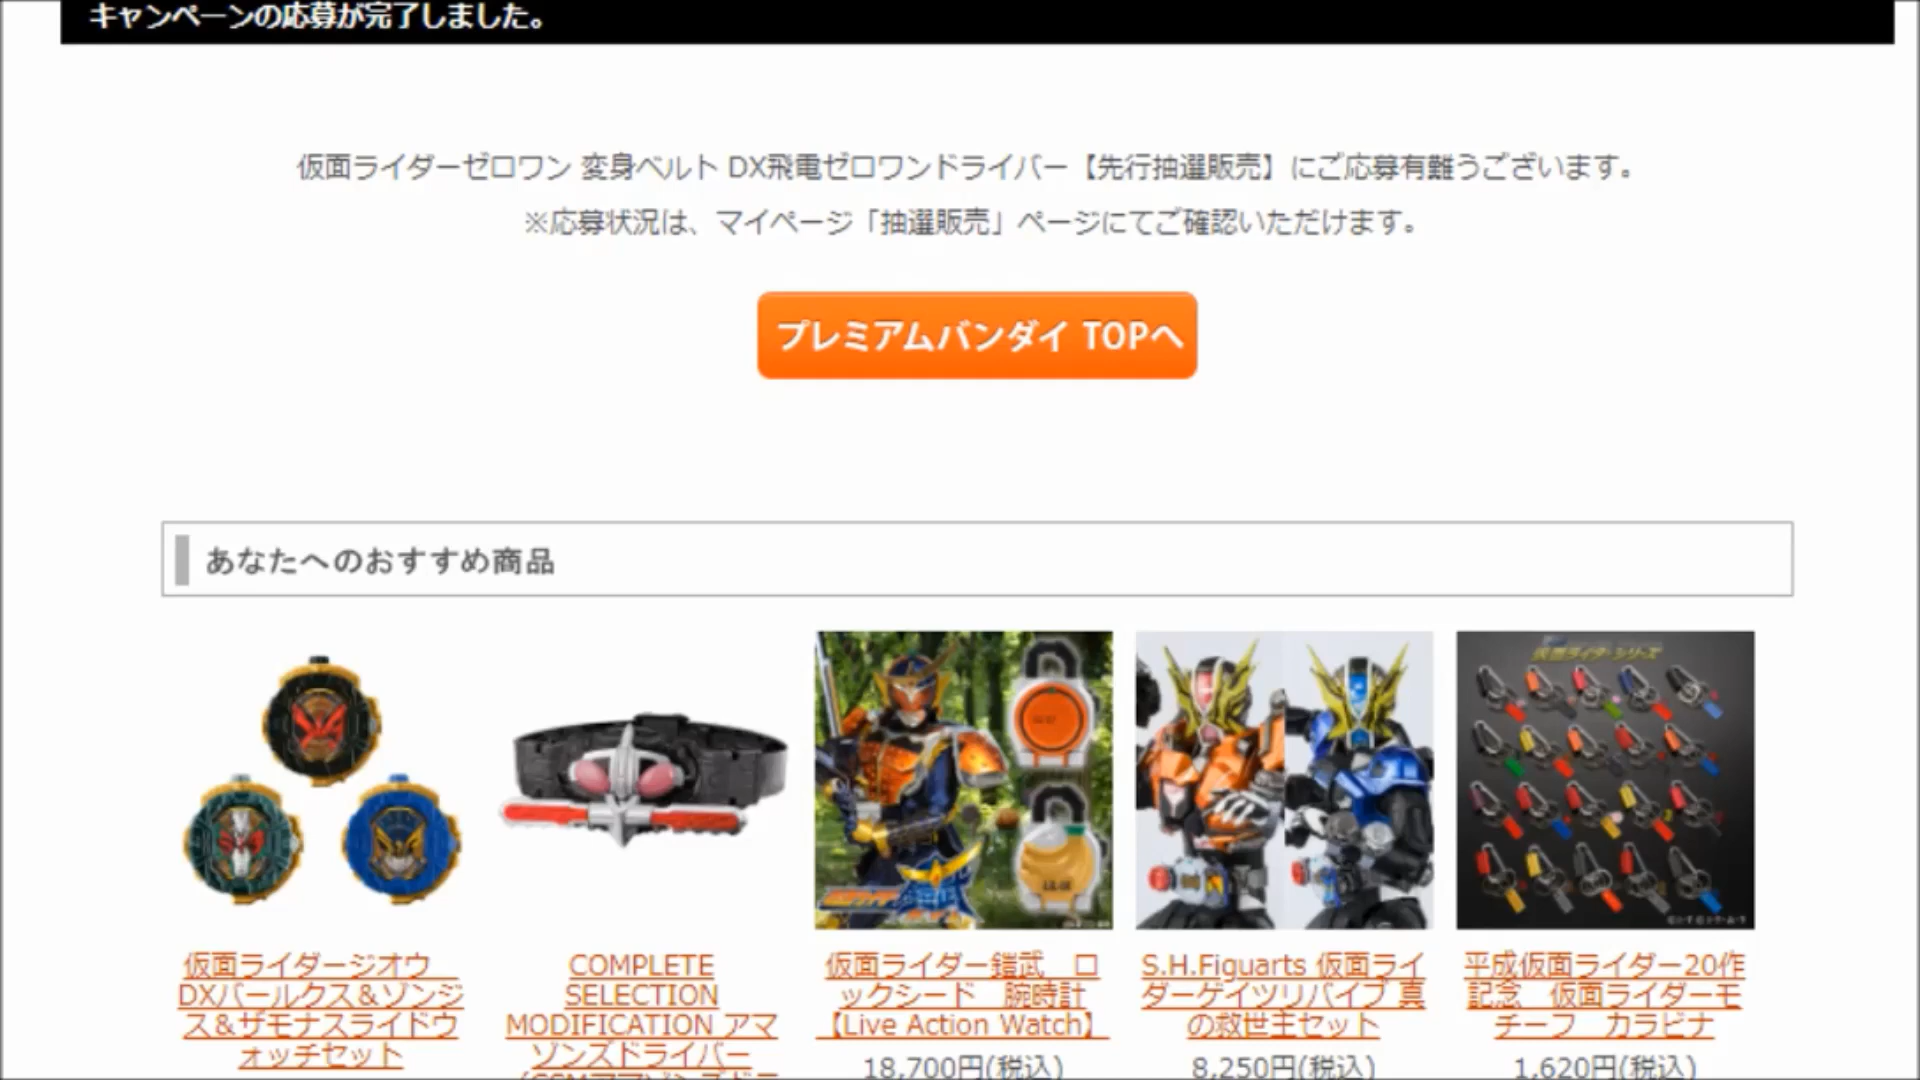 キャンペーンの応募が完了しました。
仮面ライダーゼロワン 変身ベルト DX飛電ゼロワンドライバー【先行抽選販売】にご応募有難うございます。
※応募状況は、マイページ「抽選販売」ページにてご確認いただけます。
プレミアムバンダイ TOPへ
あなたへのおすすめ商品
仮面ライダーシリーズ
仮面ライダージオウ
DXバールクス＆ゾンジ
ス＆ザモナスライドウ
ォッチセット
COMPLETE
SELECTION
MODIFICATION アマ
ゾンズドライバー
仮面ライダー鎧武 ロ
ックシード 腕時計
【Live Action Watch】
18,700円(税込)
S.H.Figuarts 仮面ライ
ダーゲイツリバイブ 真
の救世主セット
8,250円(税込)
平成仮面ライダー20作
記念 仮面ライダーモ
チーフ カラビナ
1,620円(税込)